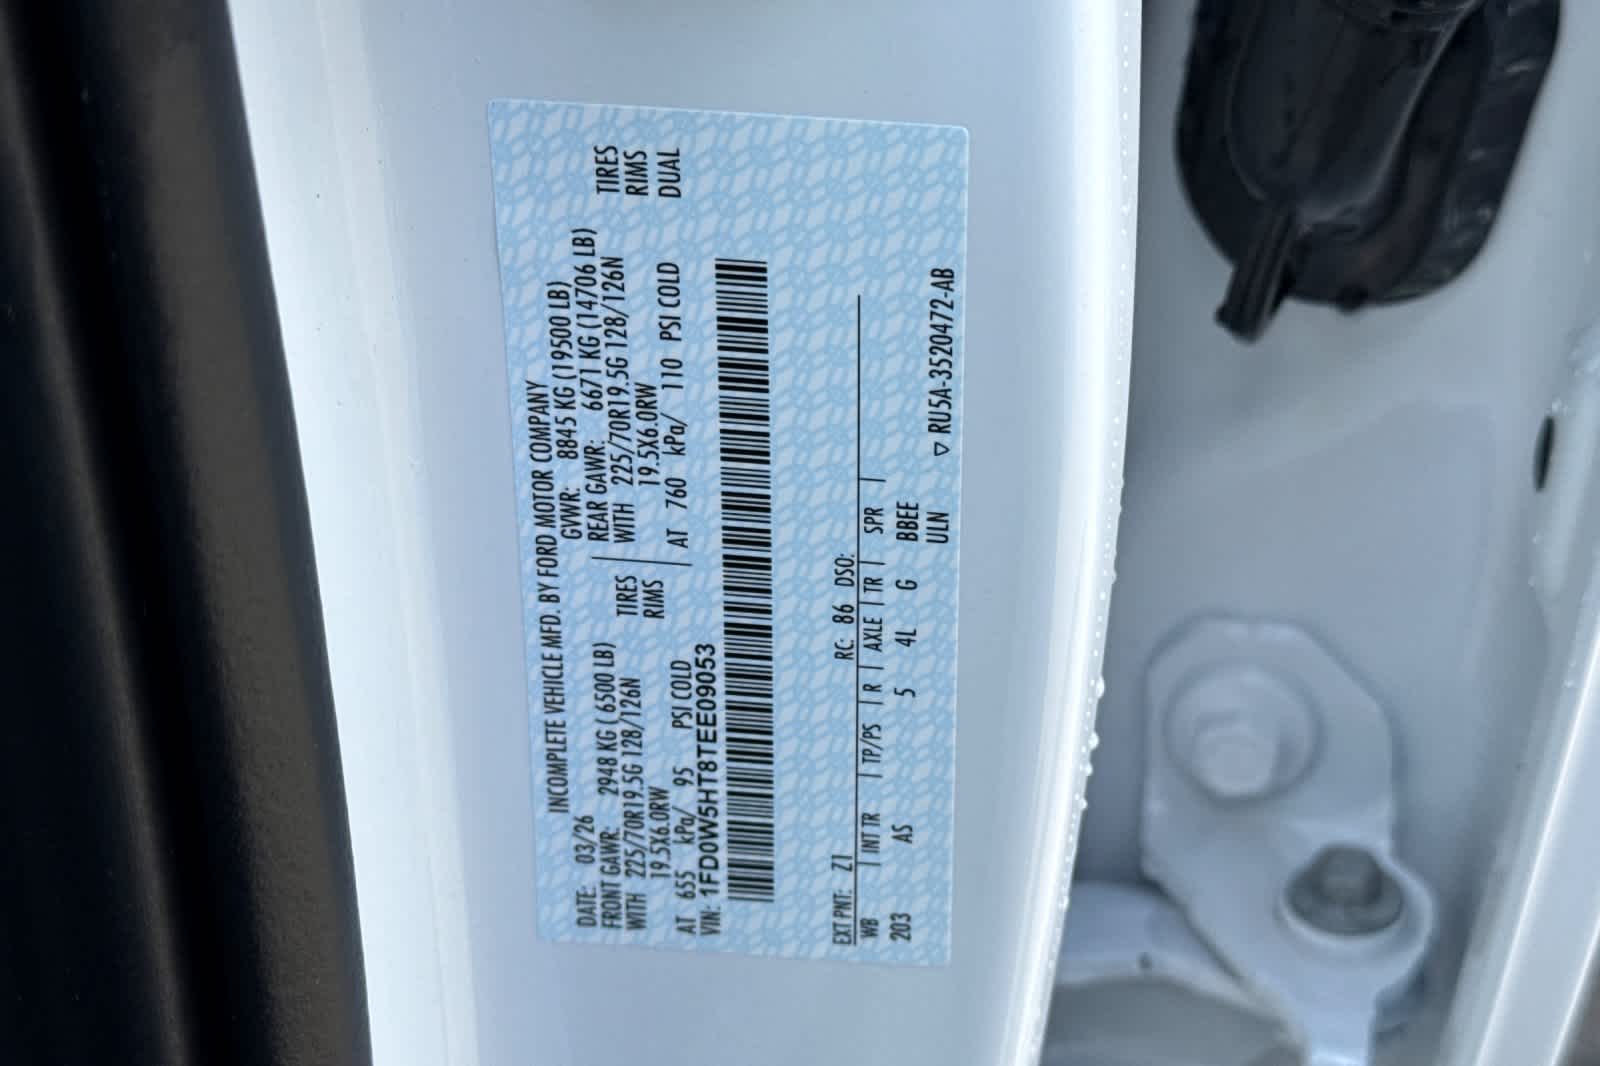 INCOMPLETE VEHICLE MFD. BY FORD MOTOR COMPANY
DATE: 03/26 GVWR: 8845 KG (19500 LB)
FRONT GAWR: 2948 KG ( 6500 LB) REAR GAWR: 6671 KG (14706 LB)
WITH 225/70R19.5G 128/126N TIRES WITH 225/70R19.5G 128/126N TIRES
19.5X6.0RW RIMS 19.5X6.0RW RIMS
AT 655 kPa/ 95 PSI COLD AT 760 kPa/ 110 PSI COLD DUAL
VIN: 1FD0W5HT8TEE09053
EXT PNT: Z1 RC: 86 DSO:
WB | INT TR | TP/PS | R | AXLE | TR | SPR |
203 AS 5 4L G BBEE
ULN ▽ RU5A-3520472-AB